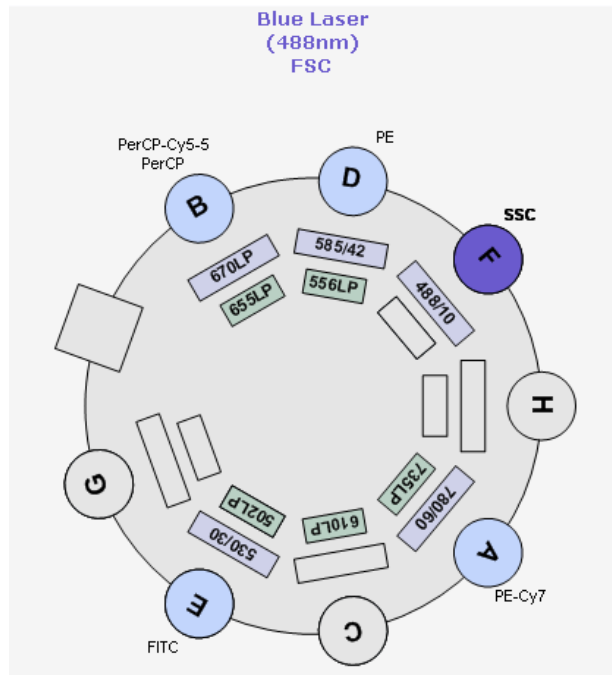 Blue Laser
(488nm)
FSC
PE
PerCP-Cy5-5
PerCP
D
B
SSC
F
585/42
670LP
556LP
655LP
488/10
H
G
735LP
780/60
502LP
610LP
530/30
A
PE-Cy7
E
C
FITC